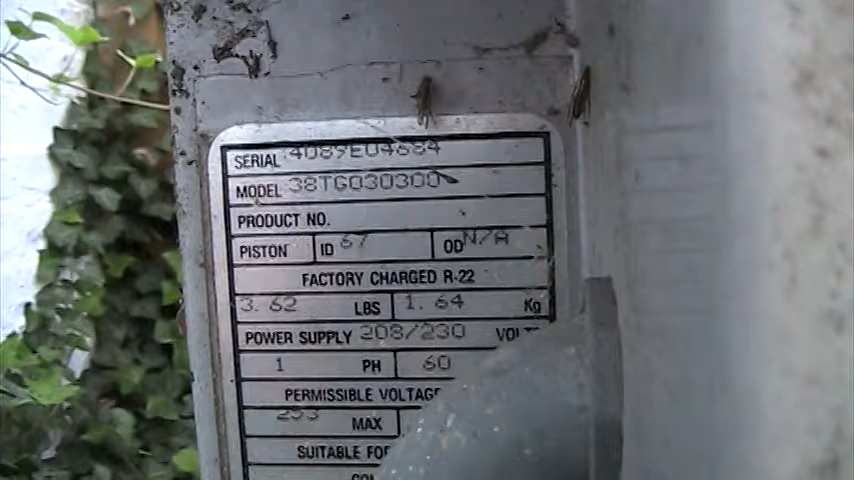 SERIAL 4089E04684
MODEL 38TG030300
PRODUCT NO.
PISTON ID 67 OD N/A
FACTORY CHARGED R-22
3.62 LBS 1.64 Kg
POWER SUPPLY 208/230 VOLTS
1 PH 60
PERMISSIBLE VOLTAGE
253 MAX
SUITABLE FOR